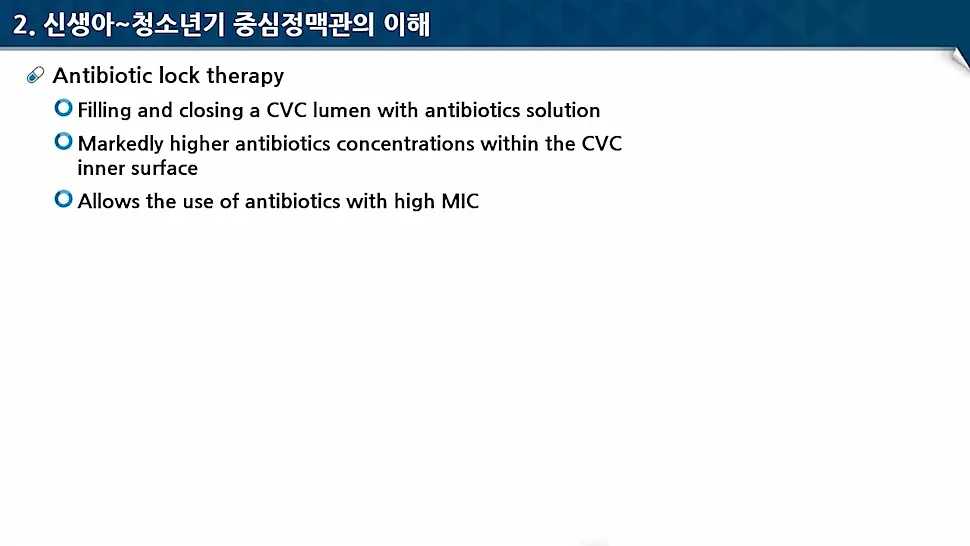 2. 신생아~청소년기 중심정맥관의 이해
Antibiotic lock therapy
Filling and closing a CVC lumen with antibiotics solution
Markedly higher antibiotics concentrations within the CVC
inner surface
Allows the use of antibiotics with high MIC